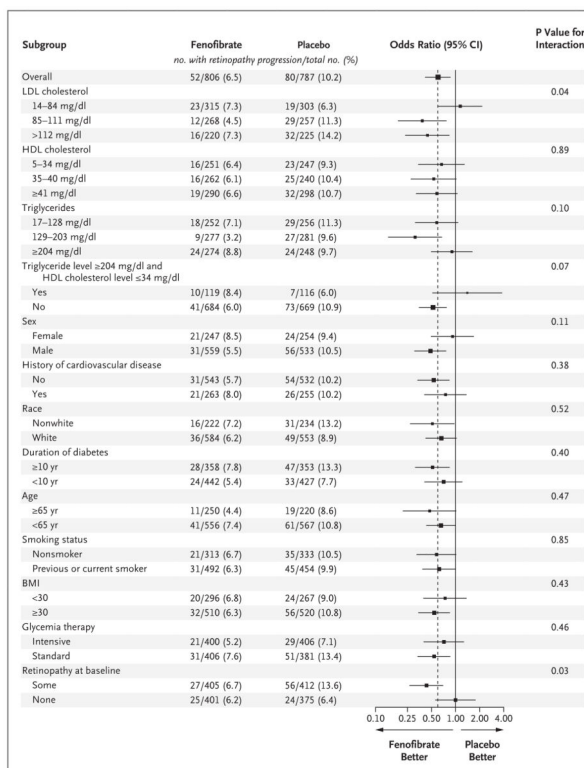 Subgroup Fenofibrate Placebo Odds Ratio (95% CI) P Value for Interaction
no. with retinopathy progression/total no. (%)
Overall 52/806 (6.5) 80/787 (10.2)
LDL cholesterol 0.04
14–84 mg/dl 23/315 (7.3) 19/303 (6.3)
85–111 mg/dl 12/268 (4.5) 29/257 (11.3)
>112 mg/dl 16/220 (7.3) 32/225 (14.2)
HDL cholesterol 0.89
5–34 mg/dl 16/251 (6.4) 23/247 (9.3)
35–40 mg/dl 16/262 (6.1) 25/240 (10.4)
≥41 mg/dl 19/290 (6.6) 32/298 (10.7)
Triglycerides 0.10
17–128 mg/dl 18/252 (7.1) 29/256 (11.3)
129–203 mg/dl 9/277 (3.2) 27/281 (9.6)
≥204 mg/dl 24/274 (8.8) 24/248 (9.7)
Triglyceride level ≥204 mg/dl and 0.07
HDL cholesterol level ≤34 mg/dl
Yes 10/119 (8.4) 7/116 (6.0)
No 41/684 (6.0) 73/669 (10.9)
Sex 0.11
Female 21/247 (8.5) 24/254 (9.4)
Male 31/559 (5.5) 56/533 (10.5)
History of cardiovascular disease 0.38
No 31/543 (5.7) 54/532 (10.2)
Yes 21/263 (8.0) 26/255 (10.2)
Race 0.52
Nonwhite 16/222 (7.2) 31/234 (13.2)
White 36/584 (6.2) 49/553 (8.9)
Duration of diabetes 0.40
≥10 yr 28/358 (7.8) 47/353 (13.3)
<10 yr 24/442 (5.4) 33/427 (7.7)
Age 0.47
≥65 yr 11/250 (4.4) 19/220 (8.6)
<65 yr 41/556 (7.4) 61/567 (10.8)
Smoking status 0.85
Nonsmoker 21/313 (6.7) 35/333 (10.5)
Previous or current smoker 31/492 (6.3) 45/454 (9.9)
BMI 0.43
<30 20/296 (6.8) 24/267 (9.0)
≥30 32/510 (6.3) 56/520 (10.8)
Glycemia therapy 0.46
Intensive 21/400 (5.2) 29/406 (7.1)
Standard 31/406 (7.6) 51/381 (13.4)
Retinopathy at baseline 0.03
Some 27/405 (6.7) 56/412 (13.6)
None 25/401 (6.2) 24/375 (6.4)
0.10 0.25 0.50 1.00 2.00 4.00
Fenofibrate Better Placebo Better